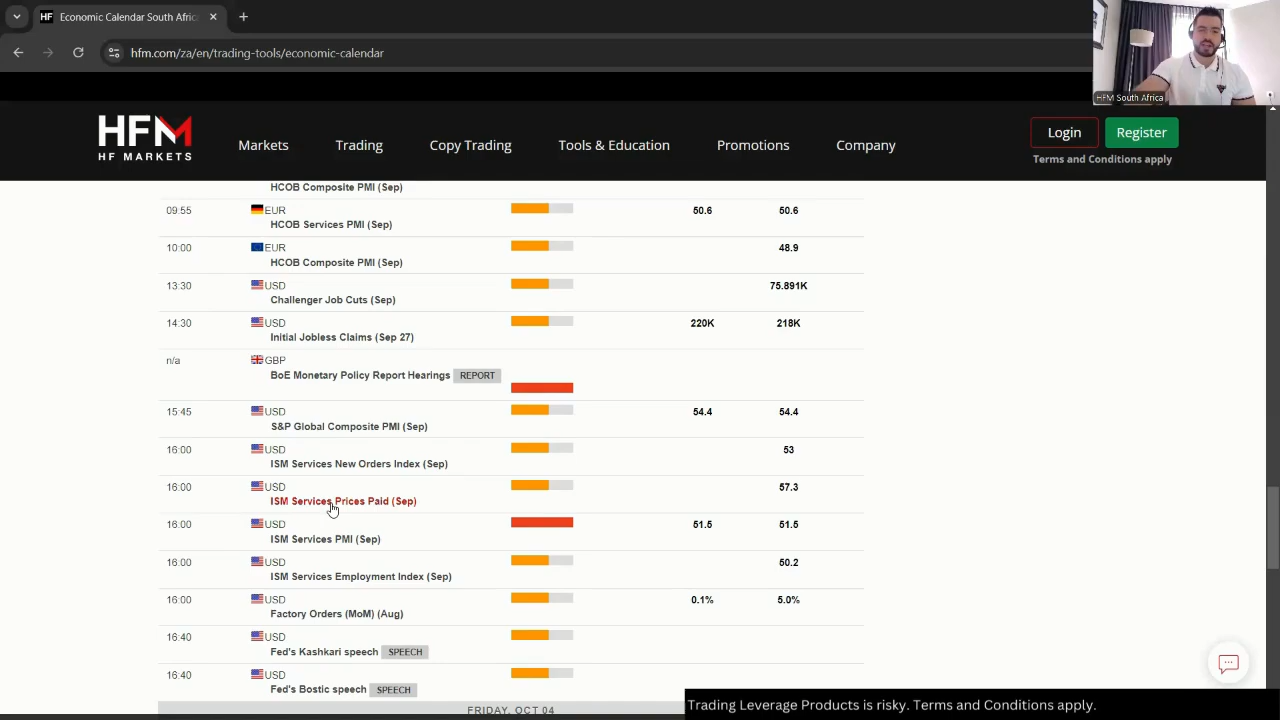 Economic Calendar South Afric
hfm.com/za/en/trading-tools/economic-calendar
HFM South Africa
HFM
HF MARKETS
Markets
Trading
Copy Trading
Tools & Education
Promotions
Company
Login
Register
Terms and Conditions apply
HCOB Composite PMI (Sep)
09:55 EUR 50.6 50.6
HCOB Services PMI (Sep)
10:00 EUR 48.9
HCOB Composite PMI (Sep)
13:30 USD 75.891K
Challenger Job Cuts (Sep)
14:30 USD 220K 218K
Initial Jobless Claims (Sep 27)
n/a GBP
BoE Monetary Policy Report Hearings REPORT
15:45 USD 54.4 54.4
S&P Global Composite PMI (Sep)
16:00 USD 53
ISM Services New Orders Index (Sep)
16:00 USD 57.3
ISM Services Prices Paid (Sep)
16:00 USD 51.5 51.5
ISM Services PMI (Sep)
16:00 USD 50.2
ISM Services Employment Index (Sep)
16:00 USD 0.1% 5.0%
Factory Orders (MoM) (Aug)
16:40 USD
Fed's Kashkari speech SPEECH
16:40 USD
Fed's Bostic speech SPEECH
FRIDAY, OCT 04
Trading Leverage Products is risky. Terms and Conditions apply.